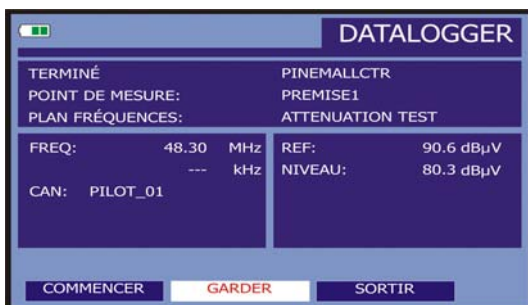 DATALOGGER
TERMINÉ PINEMALLCTR
POINT DE MESURE: PREMISE1
PLAN FRÉQUENCES: ATTENUATION TEST
FREQ: 48.30 MHz
--- kHz
CAN: PILOT_01
REF: 90.6 dBµV
NIVEAU: 80.3 dBµV
COMMENCER GARDER SORTIR